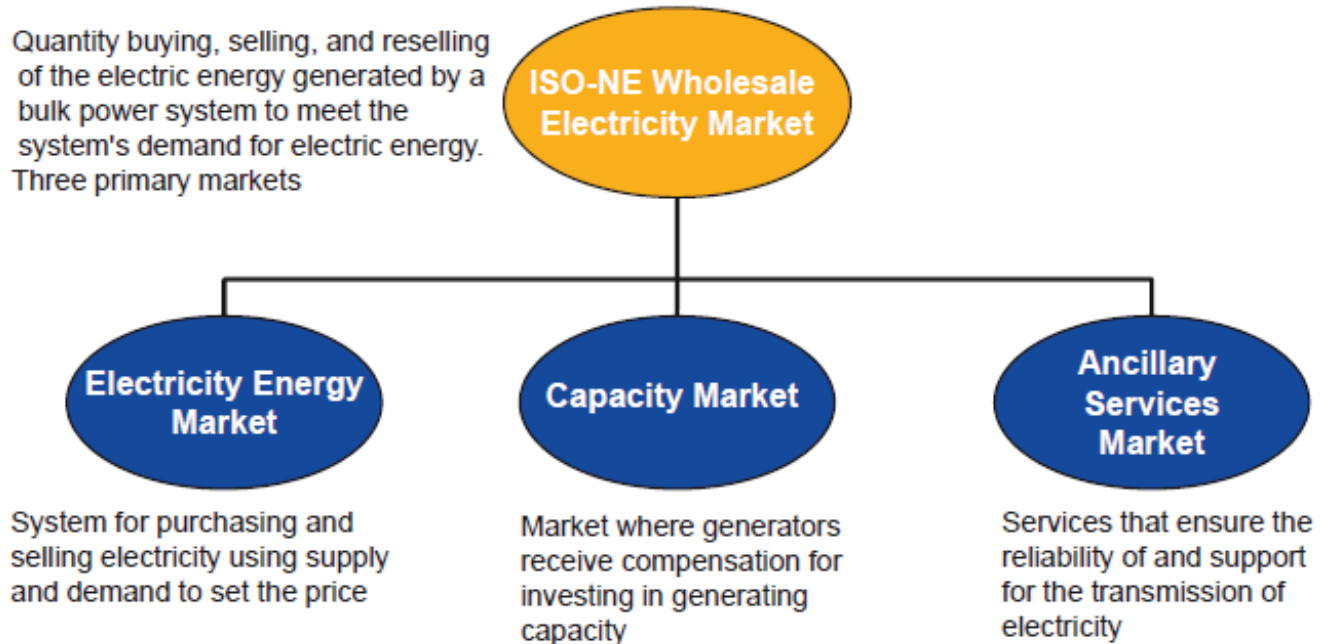 Quantity buying, selling, and reselling
of the electric energy generated by a
bulk power system to meet the
system's demand for electric energy.
Three primary markets
ISO-NE Wholesale
Electricity Market
Electricity Energy
Market
Capacity Market
Ancillary
Services
Market
System for purchasing and
selling electricity using supply
and demand to set the price
Market where generators
receive compensation for
investing in generating
capacity
Services that ensure the
reliability of and support
for the transmission of
electricity